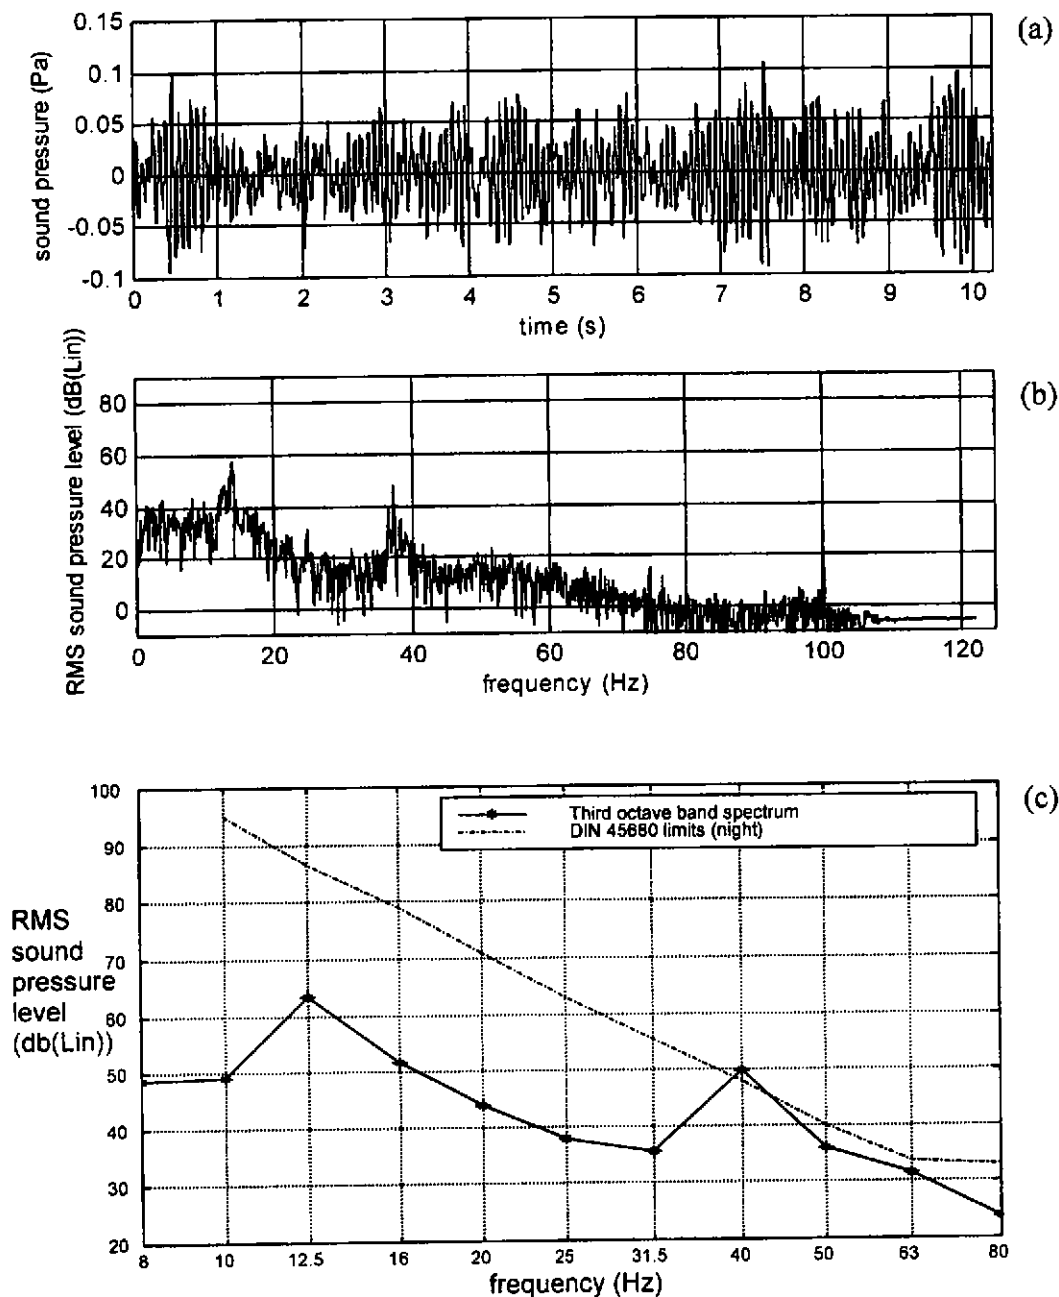 (a)
0.15
0.1
0.05
0
-0.05
-0.1
sound pressure (Pa)
0 1 2 3 4 5 6 7 8 9 10
time (s)
(b)
RMS sound pressure level (dB(Lin))
80
60
40
20
0
0 20 40 60 80 100 120
frequency (Hz)
(c)
100
90
80
70
60
50
40
30
20
RMS
sound
pressure
level
(db(Lin))
Third octave band spectrum
DIN 45680 limits (night)
8 10 12.5 16 20 25 31.5 40 50 63 80
frequency (Hz)